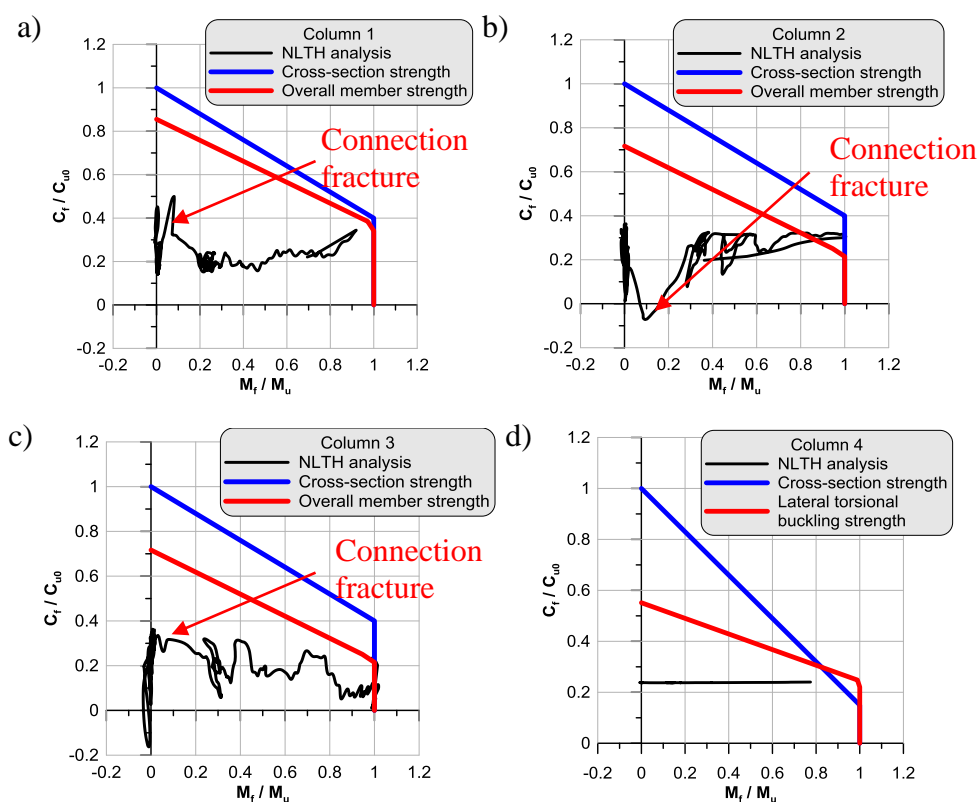 a)
Column 1
NLTH analysis
Cross-section strength
Overall member strength
Connection
fracture
1.2
1
0.8
0.6
0.4
0.2
0
-0.2
-0.2 0 0.2 0.4 0.6 0.8 1 1.2
C_f / C_u0
M_f / M_u
b)
Column 2
NLTH analysis
Cross-section strength
Overall member strength
Connection
fracture
1.2
1
0.8
0.6
0.4
0.2
0
-0.2
-0.2 0 0.2 0.4 0.6 0.8 1 1.2
C_f / C_u0
M_f / M_u
c)
Column 3
NLTH analysis
Cross-section strength
Overall member strength
Connection
fracture
1.2
1
0.8
0.6
0.4
0.2
0
-0.2
-0.2 0 0.2 0.4 0.6 0.8 1 1.2
C_f / C_u0
M_f / M_u
d)
Column 4
NLTH analysis
Cross-section strength
Lateral torsional
buckling strength
1.2
1
0.8
0.6
0.4
0.2
0
-0.2
-0.2 0 0.2 0.4 0.6 0.8 1 1.2
C_f / C_u0
M_f / M_u